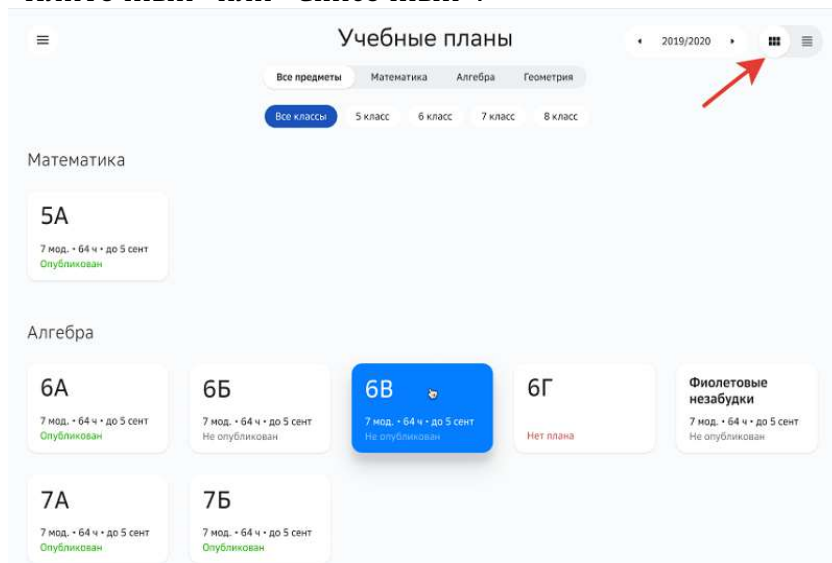 Учебные планы
2019/2020
Все предметы Математика Алгебра Геометрия
Все классы 5 класс 6 класс 7 класс 8 класс
Математика
5А
7 мод. • 64 ч • до 5 сент
Опубликован
Алгебра
6А
7 мод. • 64 ч • до 5 сент
Опубликован
6Б
7 мод. • 64 ч • до 5 сент
Не опубликован
6В
7 мод. • 64 ч • до 5 сент
Не опубликован
6Г
Нет плана
Фиолетовые
незабудки
7 мод. • 64 ч • до 5 сент
Не опубликован
7А
7 мод. • 64 ч • до 5 сент
Опубликован
7Б
7 мод. • 64 ч • до 5 сент
Опубликован